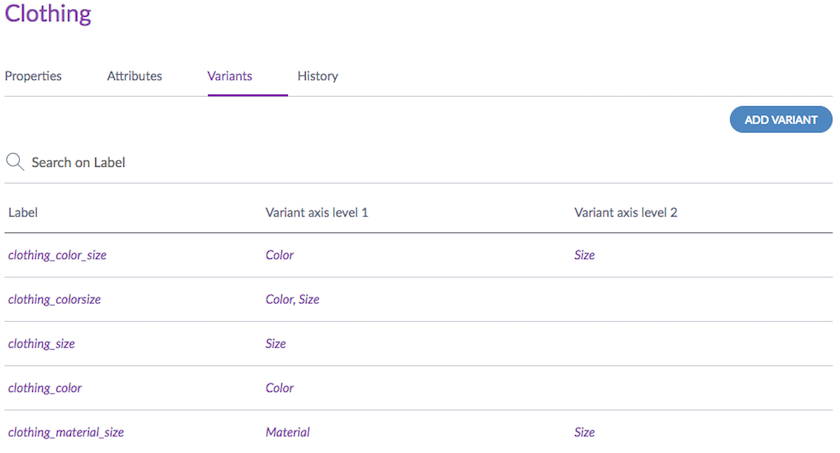 Clothing
Properties Attributes Variants History
ADD VARIANT
Search on Label
Label Variant axis level 1 Variant axis level 2
clothing_color_size Color Size
clothing_colorsize Color, Size
clothing_size Size
clothing_color Color
clothing_material_size Material Size